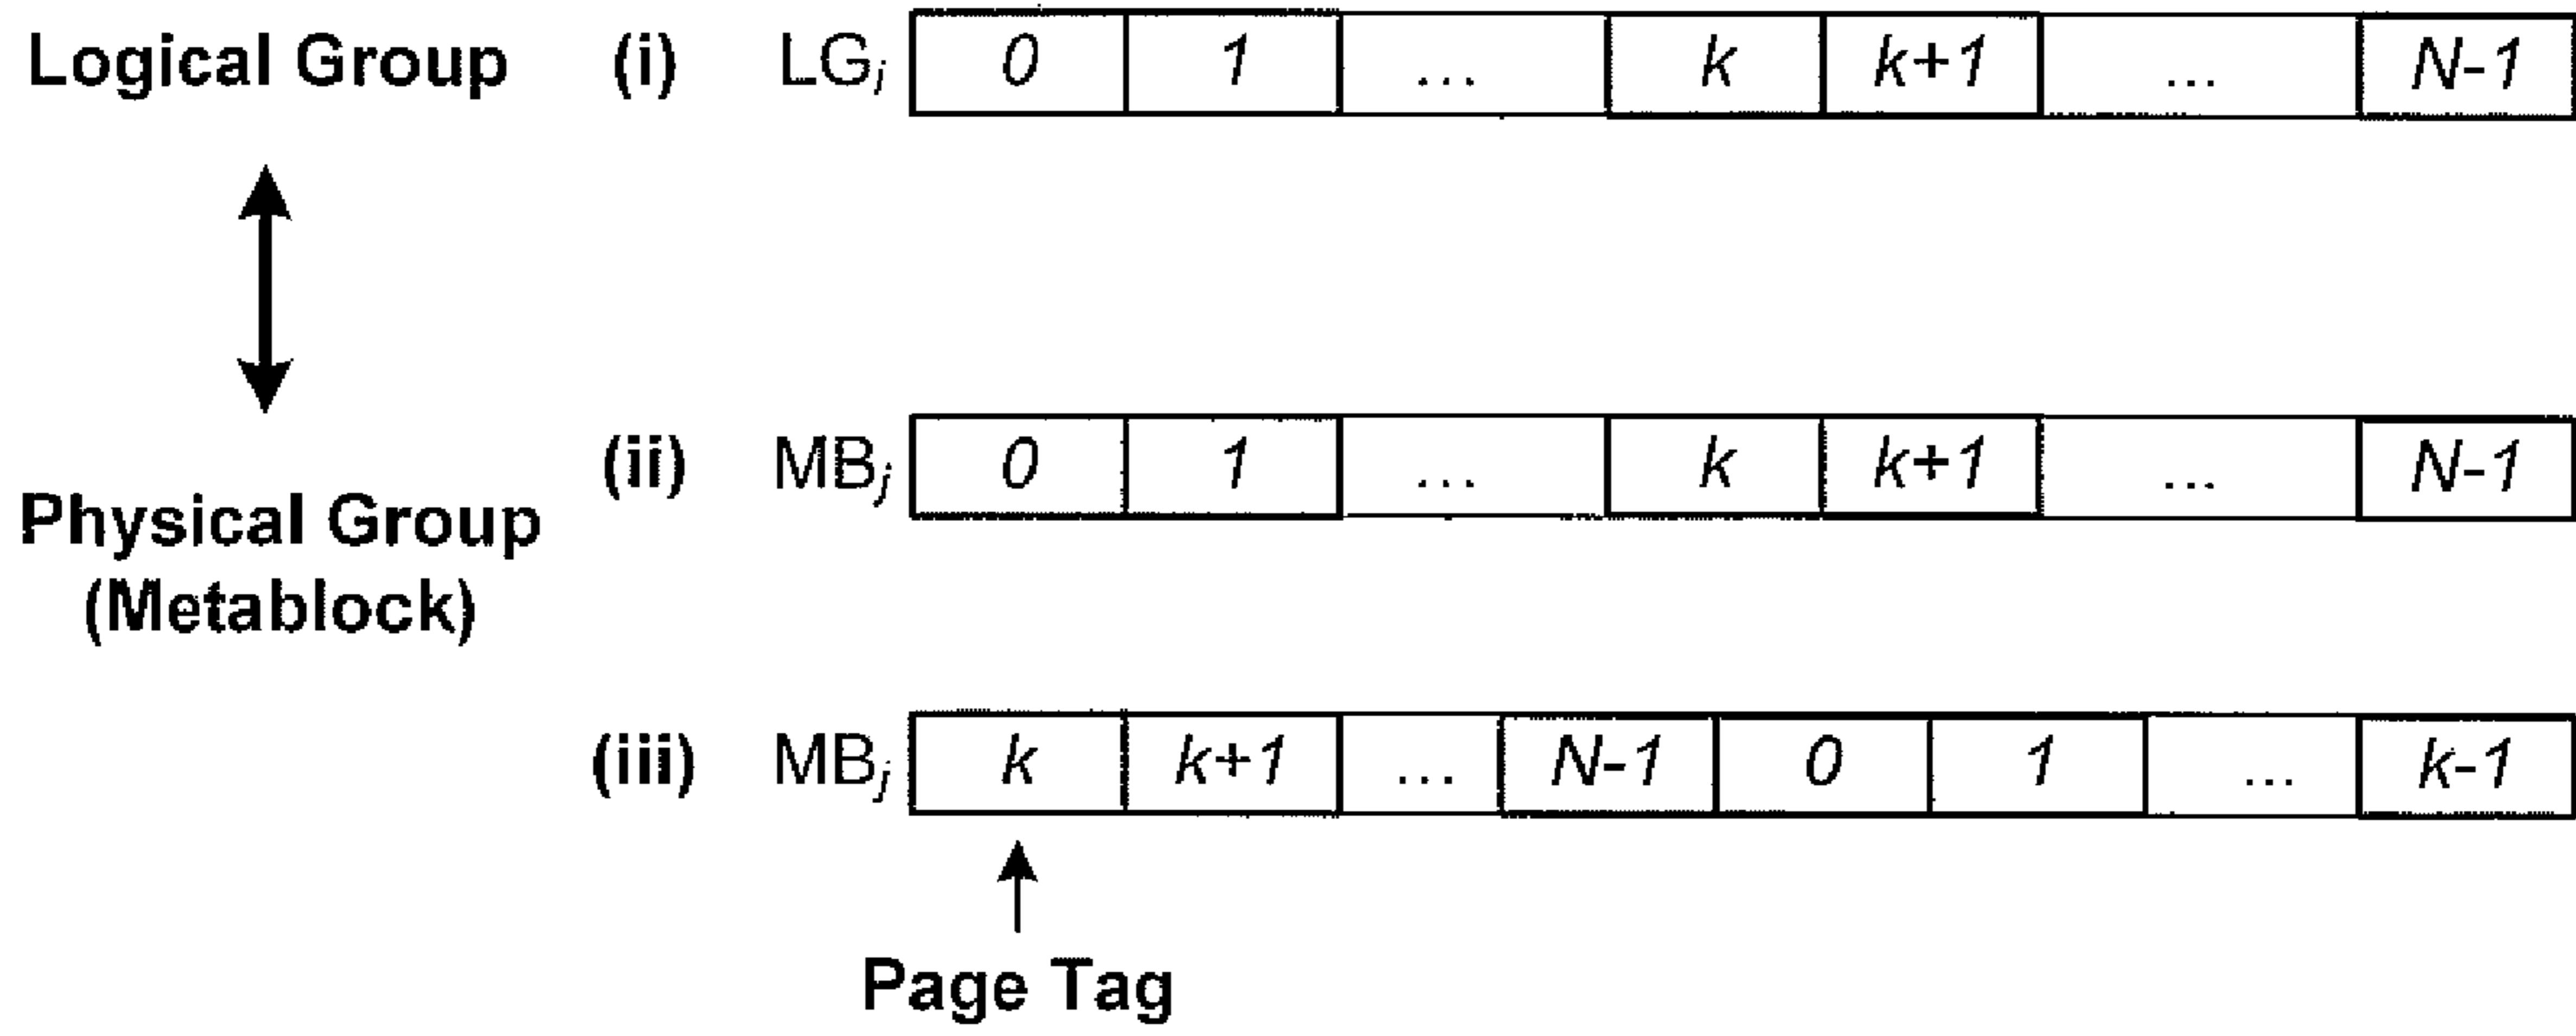 Logical Group (i) LGi 0 1 ... k k+1 ... N-1
(ii) MBj 0 1 ... k k+1 ... N-1
Physical Group
(Metablock)
(iii) MBj k k+1 ... N-1 0 1 ... k-1
Page Tag